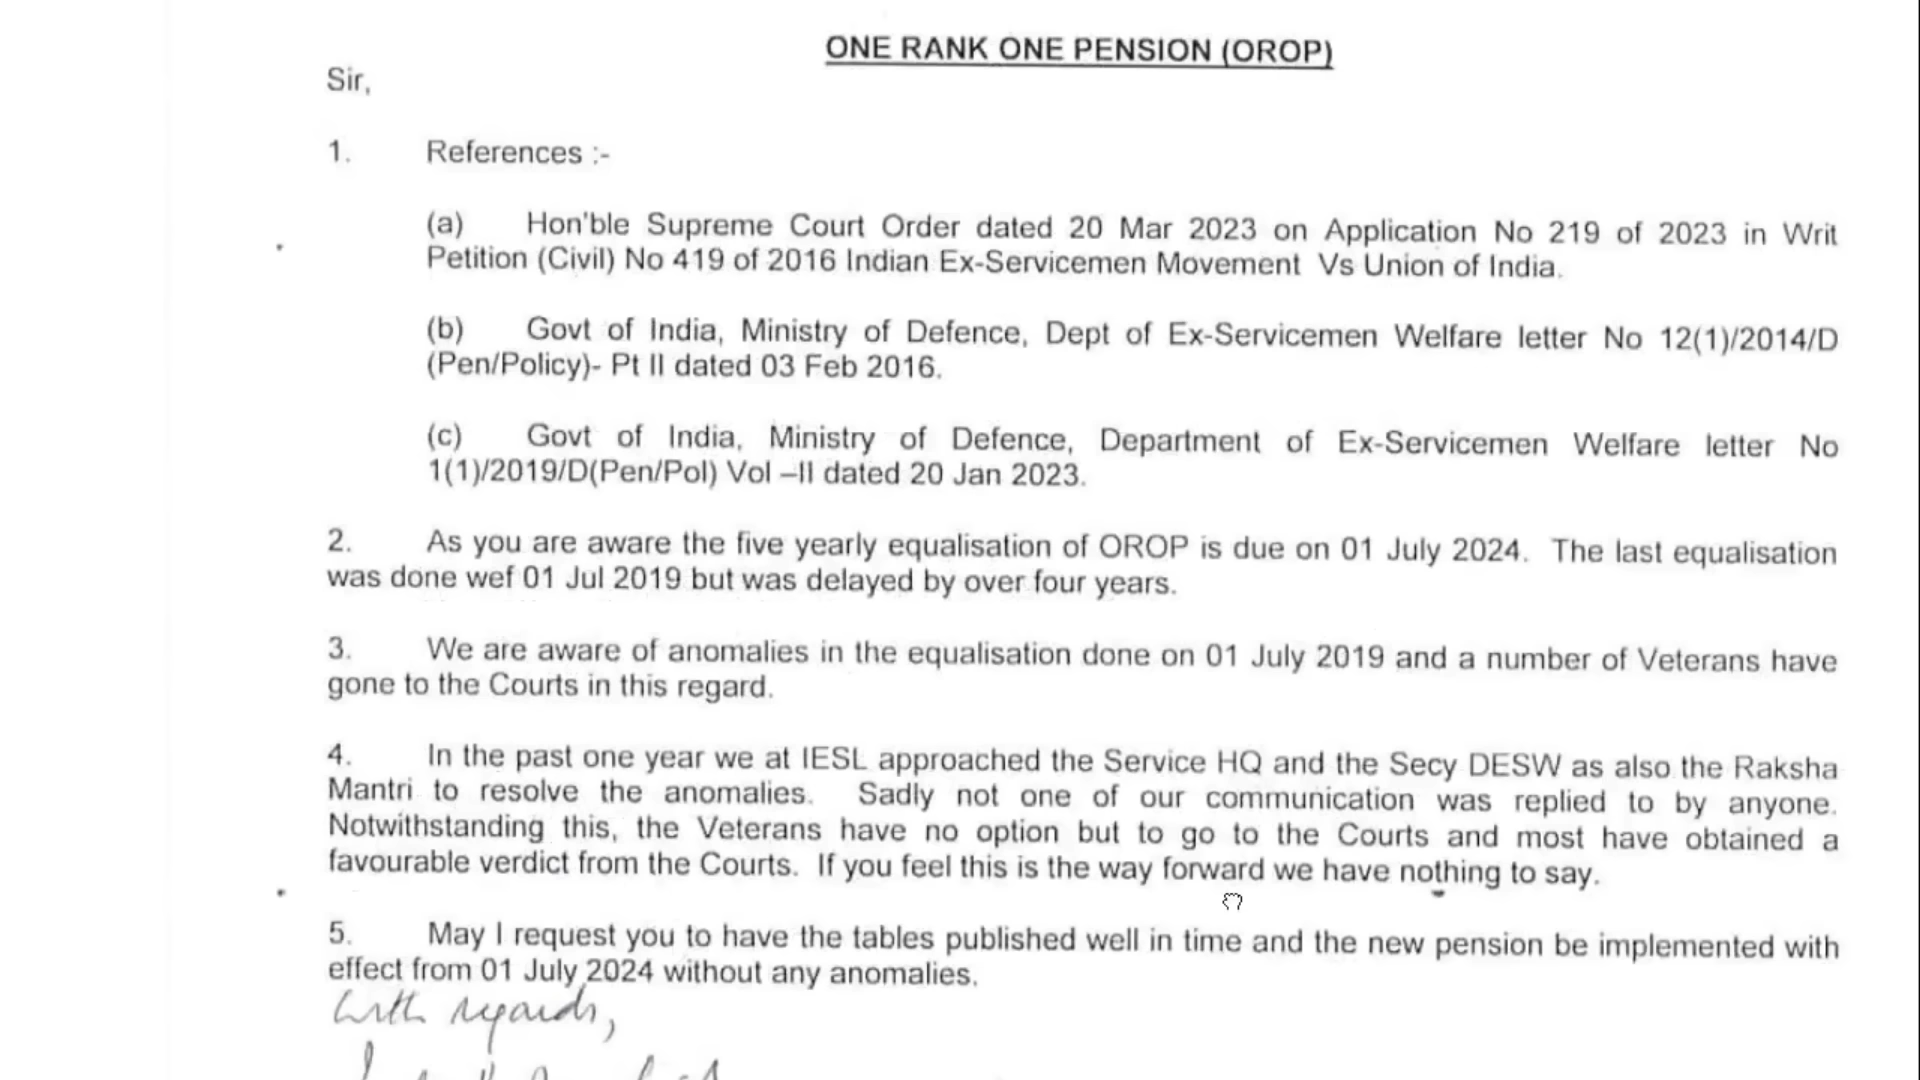 ONE RANK ONE PENSION (OROP)
Sir,
1. References :-
(a) Hon'ble Supreme Court Order dated 20 Mar 2023 on Application No 219 of 2023 in Writ
Petition (Civil) No 419 of 2016 Indian Ex-Servicemen Movement Vs Union of India.
(b) Govt of India, Ministry of Defence, Dept of Ex-Servicemen Welfare letter No 12(1)/2014/D
(Pen/Policy)- Pt II dated 03 Feb 2016.
(c) Govt of India, Ministry of Defence, Department of Ex-Servicemen Welfare letter No
1(1)/2019/D(Pen/Pol) Vol –II dated 20 Jan 2023.
2. As you are aware the five yearly equalisation of OROP is due on 01 July 2024. The last equalisation
was done wef 01 Jul 2019 but was delayed by over four years.
3. We are aware of anomalies in the equalisation done on 01 July 2019 and a number of Veterans have
gone to the Courts in this regard.
4. In the past one year we at IESL approached the Service HQ and the Secy DESW as also the Raksha
Mantri to resolve the anomalies. Sadly not one of our communication was replied to by anyone.
Notwithstanding this, the Veterans have no option but to go to the Courts and most have obtained a
favourable verdict from the Courts. If you feel this is the way forward we have nothing to say.
5. May I request you to have the tables published well in time and the new pension be implemented with
effect from 01 July 2024 without any anomalies.
With regards,